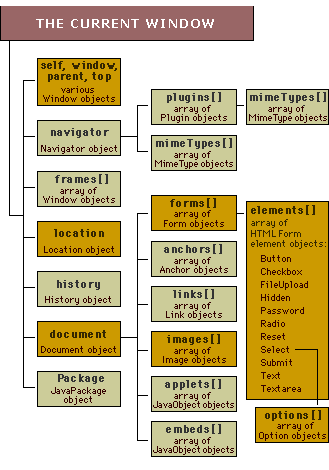 THE CURRENT WINDOW
self, window,
parent, top
various
Window objects
navigator
Navigator object
frames[]
array of
Window objects
location
Location object
history
History object
document
Document object
Package
JavaPackage
object
plugins[]
array of
Plugin objects
mimeTypes[]
array of
MimeType objects
mimeTypes[]
array of
MimeType objects
forms[]
array of
Form objects
anchors[]
array of
Anchor objects
links[]
array of
Link objects
images[]
array of
Image objects
applets[]
array of
JavaObject objects
embeds[]
array of
JavaObject objects
elements[]
array of
HTML Form
element objects:
Button
Checkbox
FileUpload
Hidden
Password
Radio
Reset
Select
Submit
Text
Textarea
options[]
array of
Option objects